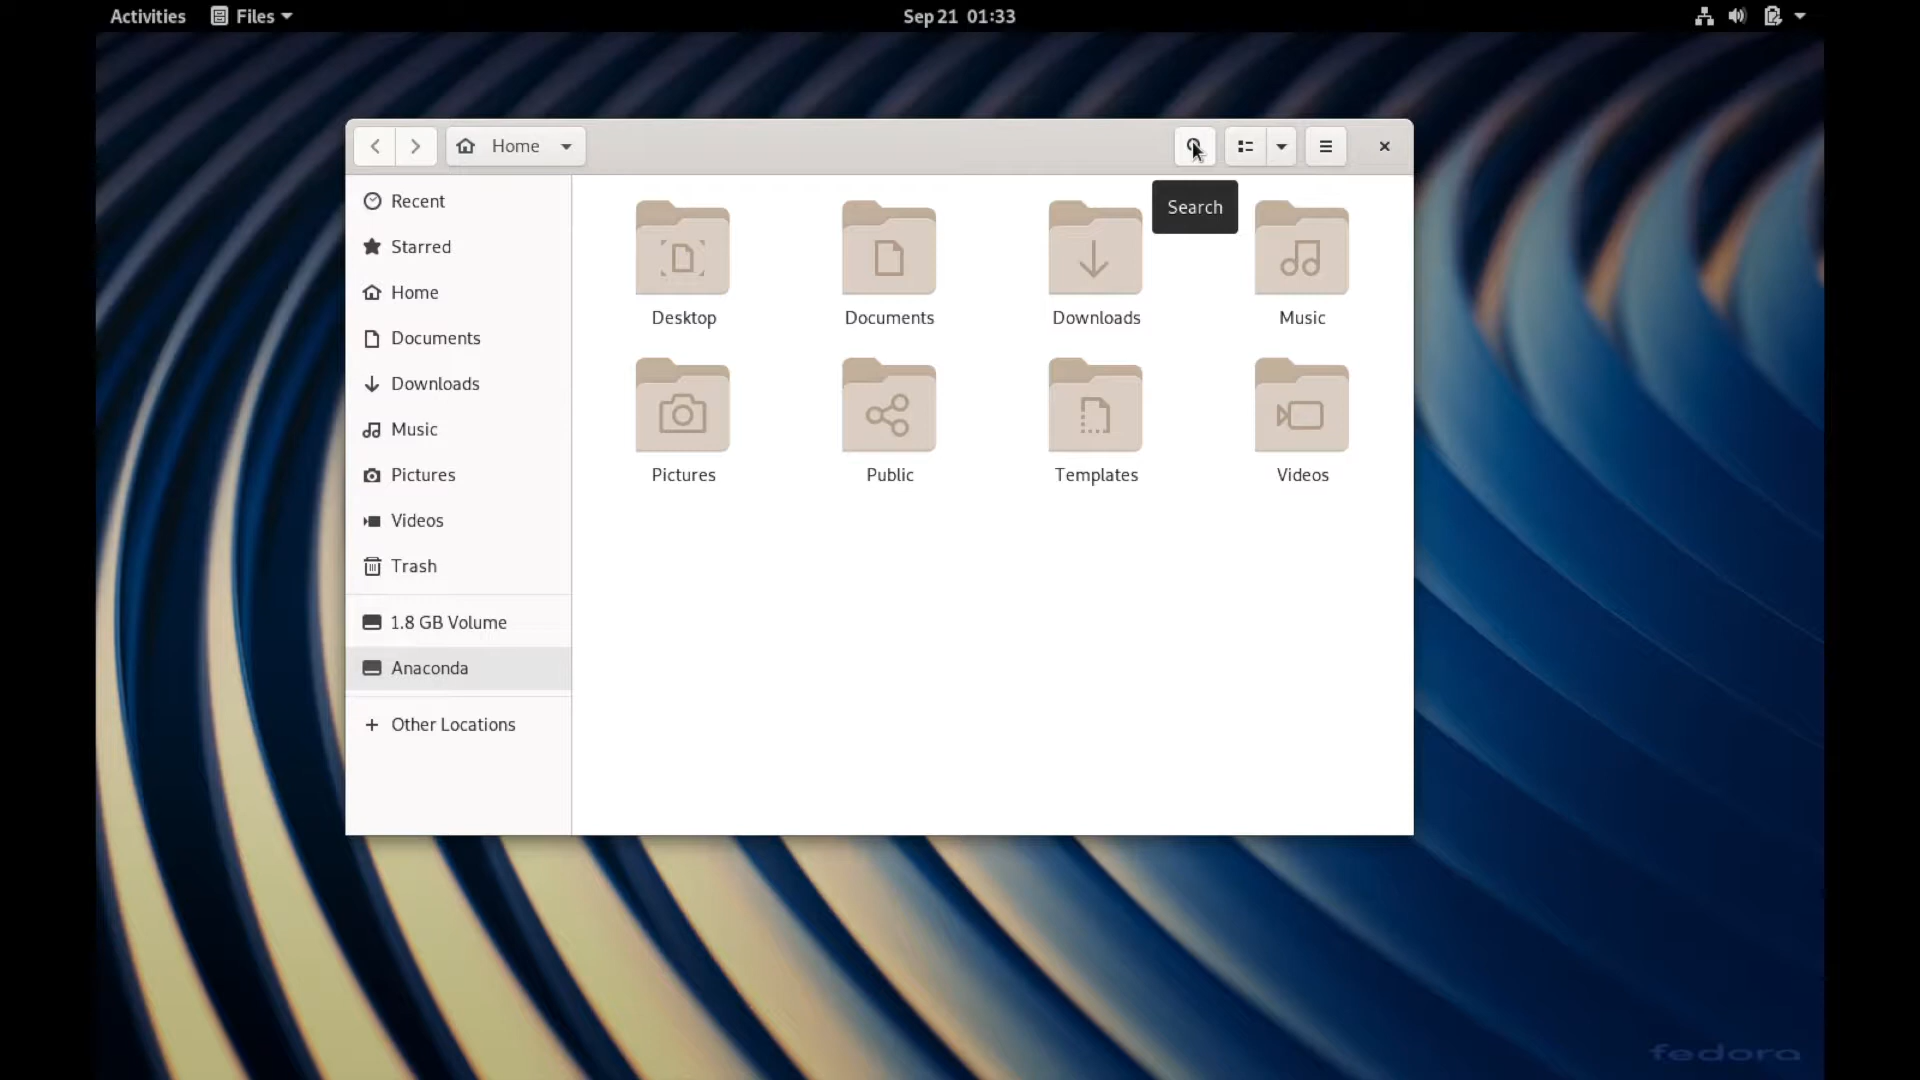 Activities Files Sep 21 01:33
Home
Search
Recent
Starred
Home
Documents
Downloads
Music
Pictures
Videos
Trash
1.8 GB Volume
Anaconda
Other Locations
Desktop Documents Downloads Music
Pictures Public Templates Videos
fedora